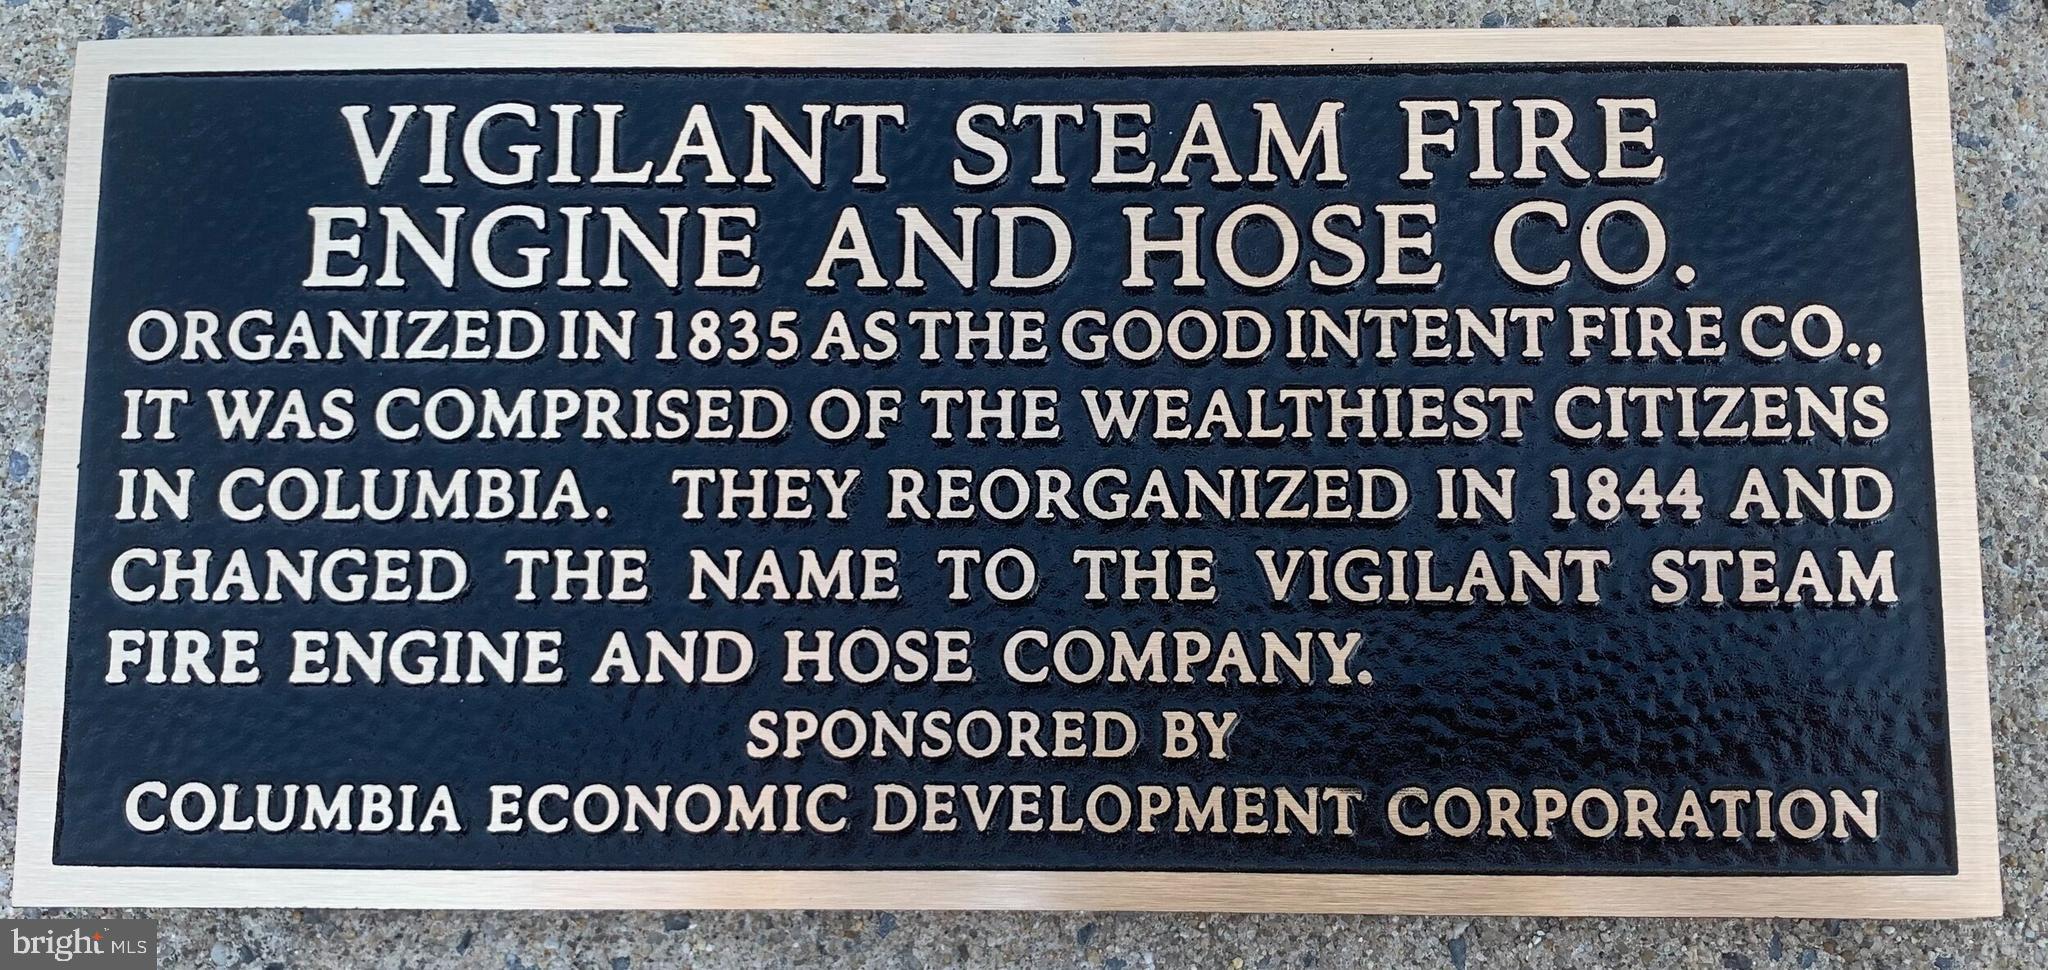 VIGILANT STEAM FIRE
ENGINE AND HOSE CO.
ORGANIZED IN 1835 AS THE GOOD INTENT FIRE CO.,
IT WAS COMPRISED OF THE WEALTHIEST CITIZENS
IN COLUMBIA. THEY REORGANIZED IN 1844 AND
CHANGED THE NAME TO THE VIGILANT STEAM
FIRE ENGINE AND HOSE COMPANY.
SPONSORED BY
COLUMBIA ECONOMIC DEVELOPMENT CORPORATION
bright MLS